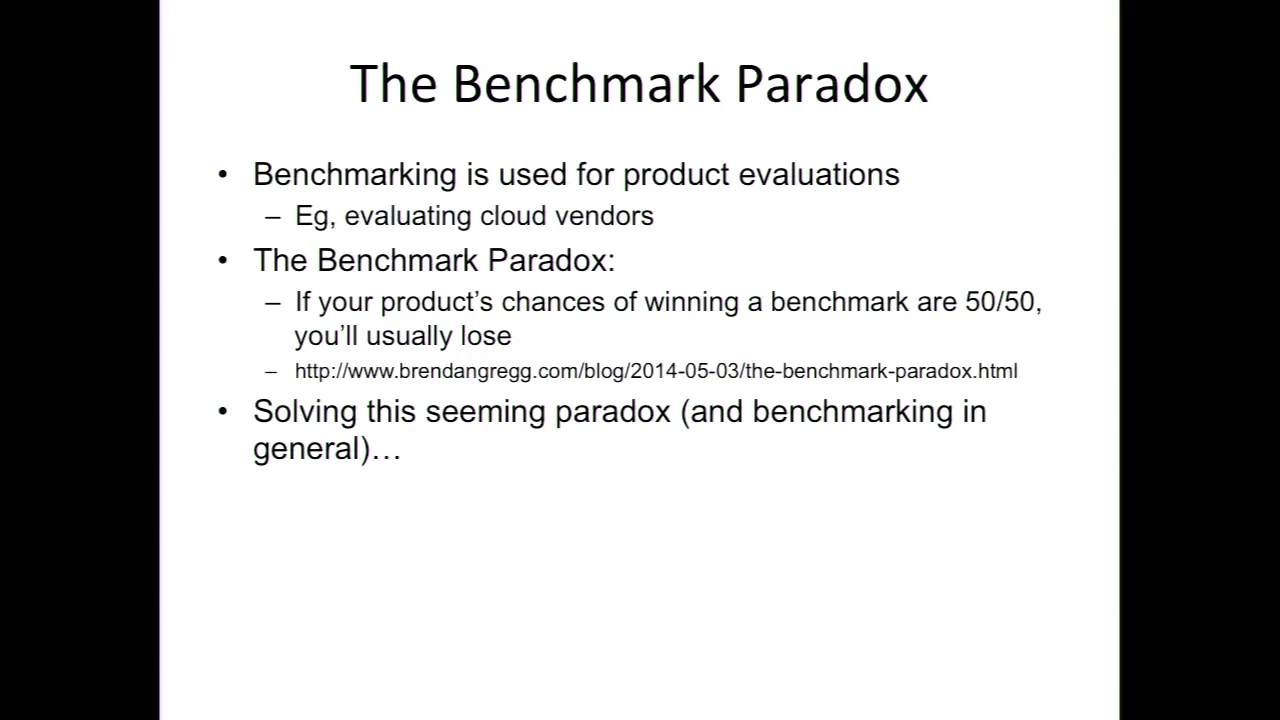 The Benchmark Paradox
• Benchmarking is used for product evaluations
– Eg, evaluating cloud vendors
• The Benchmark Paradox:
– If your product’s chances of winning a benchmark are 50/50,
you’ll usually lose
– http://www.brendangregg.com/blog/2014-05-03/the-benchmark-paradox.html
• Solving this seeming paradox (and benchmarking in
general)…